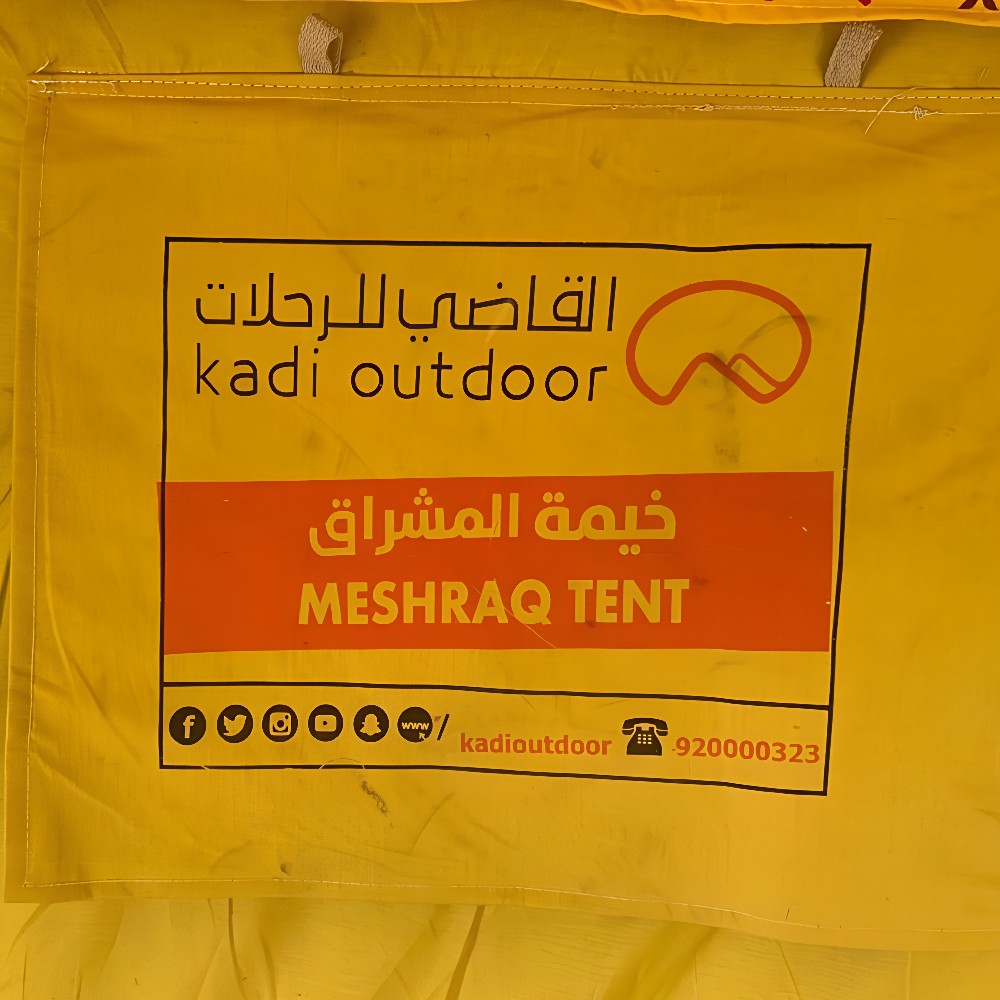 القاضي للرحلات
kadi outdoor
خيمة المشراق
MESHRAQ TENT
www / kadioutdoor 920000323